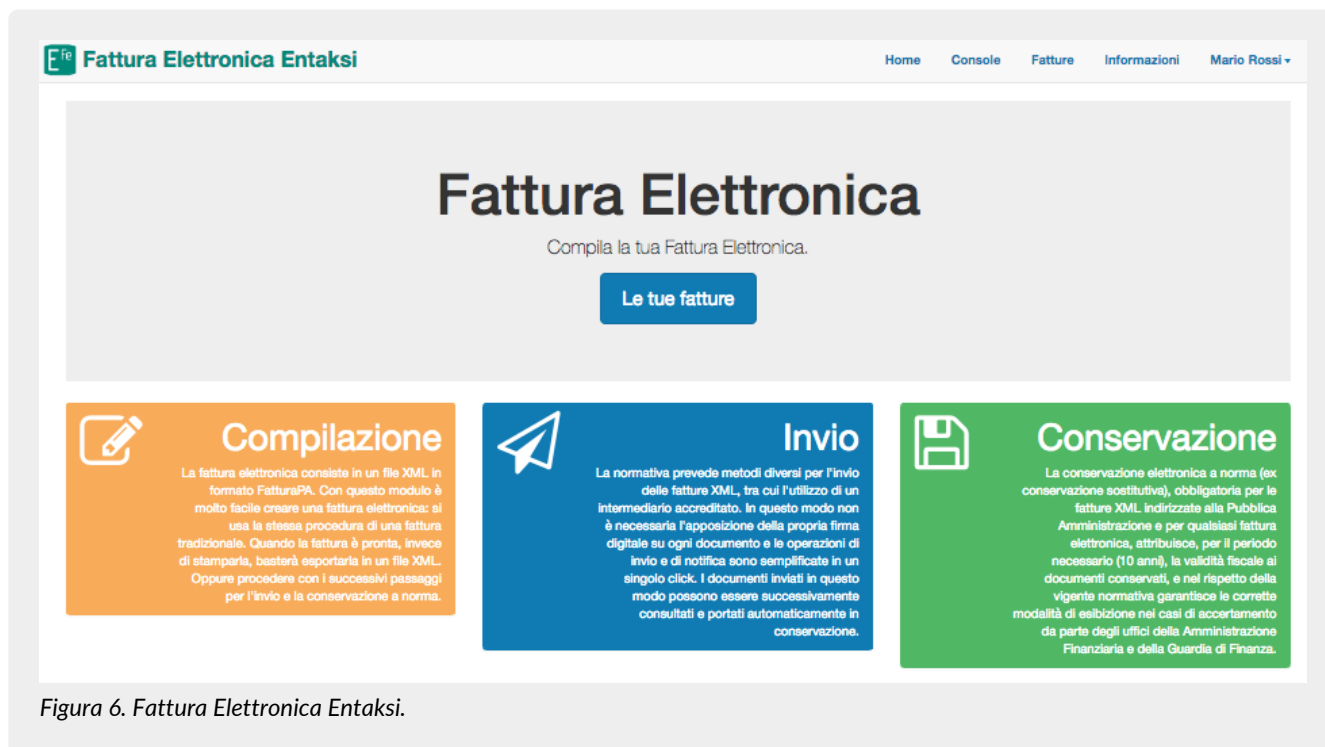 EFe Fattura Elettronica Entaksi
Home Console Fatture Informazioni Mario Rossi
Fattura Elettronica
Compila la tua Fattura Elettronica.
Le tue fatture
Compilazione
La fattura elettronica consiste in un file XML in
formato FatturaPA. Con questo modulo è
molto facile creare una fattura elettronica: si
usa la stessa procedura di una fattura
tradizionale. Quando la fattura è pronta, invece
di stamparla, basterà esportarla in un file XML.
Oppure procedere con i successivi passaggi
per l'invio e la conservazione a norma.
Invio
La normativa prevede metodi diversi per l'invio
delle fatture XML, tra cui l'utilizzo di un
intermediario accreditato. In questo modo non
è necessaria l'apposizione della propria firma
digitale su ogni documento e le operazioni di
invio e di notifica sono semplificate in un
singolo click. I documenti inviati in questo
modo possono essere successivamente
consultati e portati automaticamente in
conservazione.
Conservazione
La conservazione elettronica a norma (ex
conservazione sostitutiva), obbligatoria per le
fatture XML indirizzate alla Pubblica
Amministrazione e per qualsiasi fattura
elettronica, attribuisce, per il periodo
necessario (10 anni), la validità fiscale ai
documenti conservati, e nel rispetto della
vigente normativa garantisce le corrette
modalità di esibizione nei casi di accertamento
da parte degli uffici della Amministrazione
Finanziaria e della Guardia di Finanza.
Figura 6. Fattura Elettronica Entaksi.